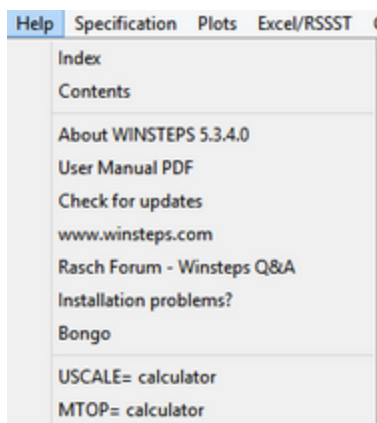 Help Specification Plots Excel/RSSST
Index
Contents
About WINSTEPS 5.3.4.0
User Manual PDF
Check for updates
www.winsteps.com
Rasch Forum - Winsteps Q&A
Installation problems?
Bongo
USCALE= calculator
MTOP= calculator